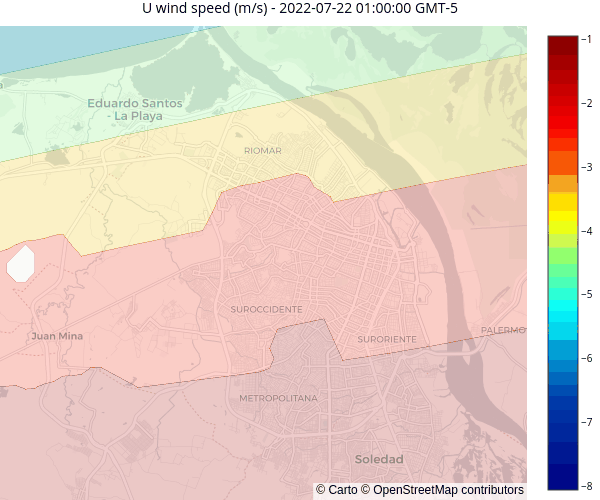 U wind speed (m/s) - 2022-07-22 01:00:00 GMT-5
Eduardo Santos
- La Playa
RIOMAR
SUROCCIDENTE
Juan Mina
SURORIENTE
PALERMO
METROPOLITANA
Soledad
© Carto © OpenStreetMap contributors
−1
−2
−3
−4
−5
−6
−7
−8